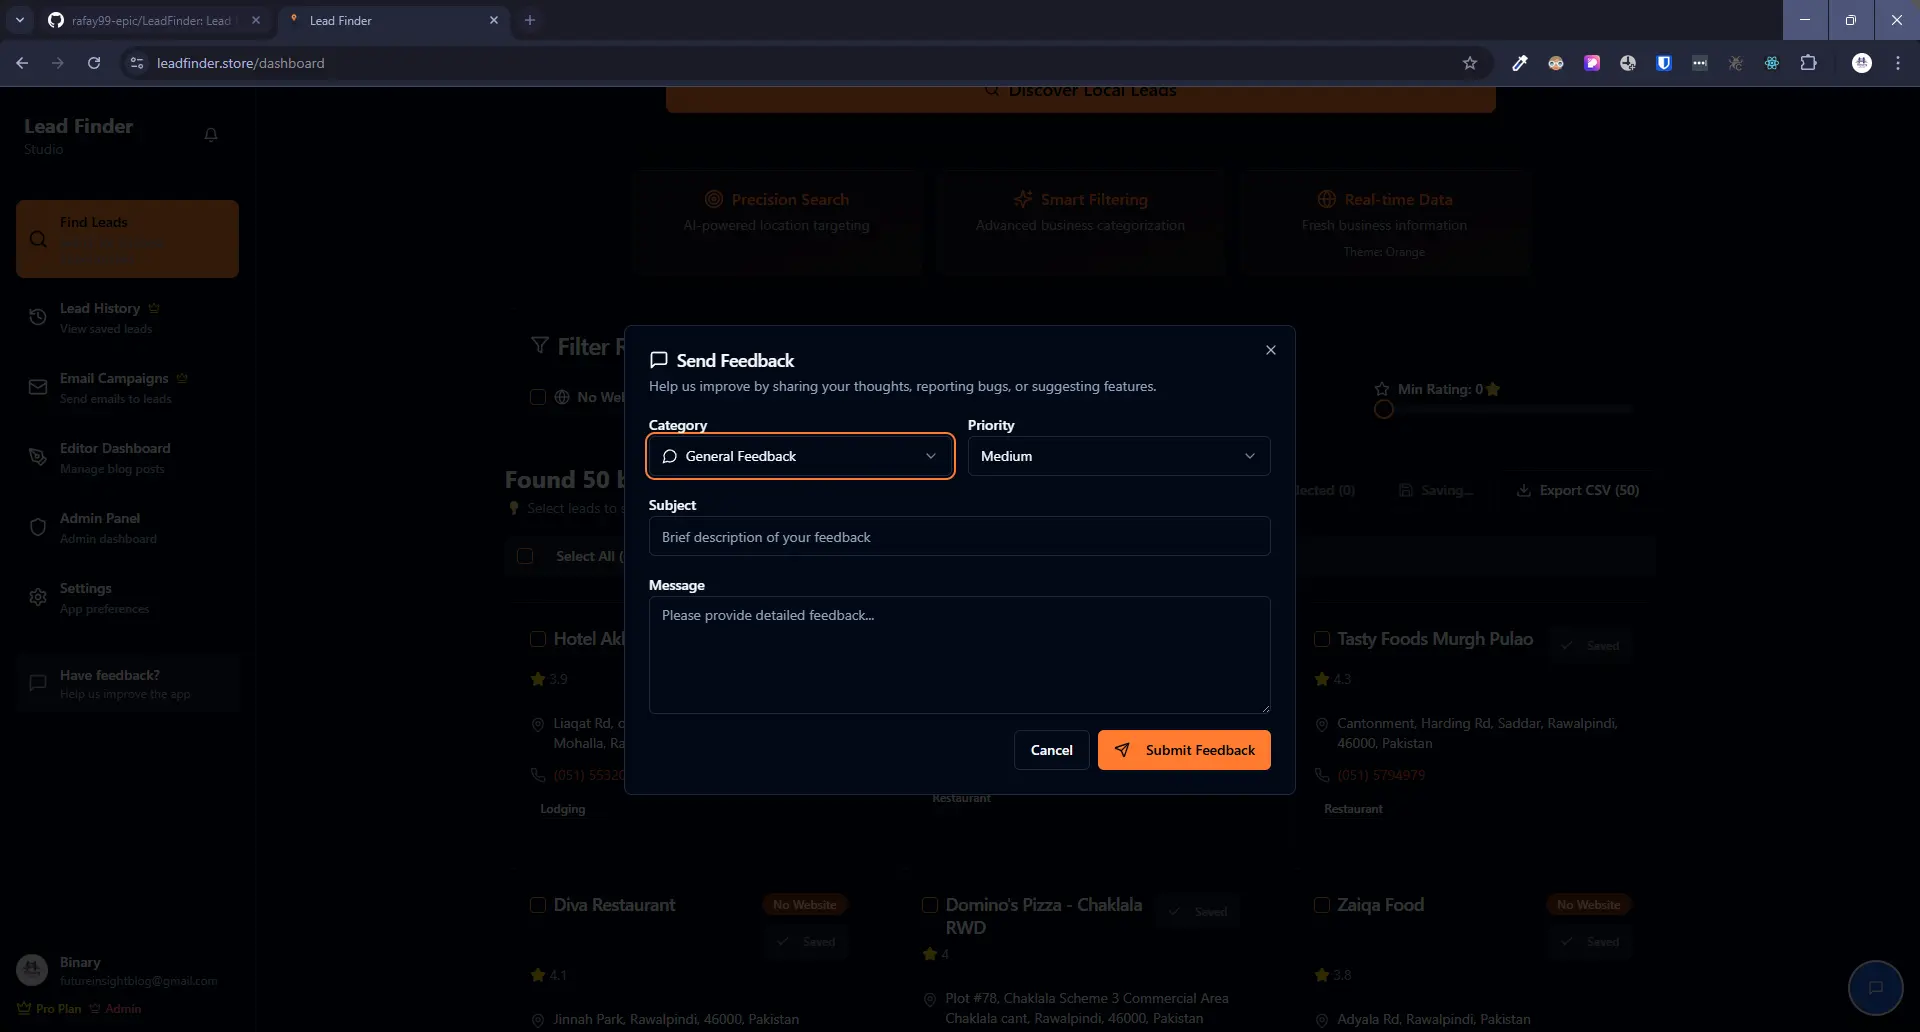 rafay99-epic/LeadFinder: Lead
Lead Finder
leadfinder.store/dashboard
Discover Local Leads
Lead Finder
Studio
Precision Search
AI-powered location targeting
Smart Filtering
Advanced business categorization
Real-time Data
Fresh business information
Theme: Orange
Find Leads
Lead History
View saved leads
Email Campaigns
Send emails to leads
Editor Dashboard
Manage blog posts
Admin Panel
Admin dashboard
Settings
App preferences
Have feedback?
Help us improve the app
Filter R
No Wel
Min Rating: 0
Send Feedback
Help us improve by sharing your thoughts, reporting bugs, or suggesting features.
Category
Priority
General Feedback
Medium
Subject
Brief description of your feedback
Message
Please provide detailed feedback...
Cancel
Submit Feedback
Found 50 b
Select leads to s
lected (0)
Saving...
Export CSV (50)
Select All (
Hotel Akl
3.9
Liaqat Rd, c
Mohalla, Ra
(051) 55320
Lodging
Restaurant
Tasty Foods Murgh Pulao
Saved
4.3
Cantonment, Harding Rd, Saddar, Rawalpindi,
46000, Pakistan
(051) 5794979
Restaurant
Diva Restaurant
No Website
Saved
4.1
Jinnah Park, Rawalpindi, 46000, Pakistan
Domino's Pizza - Chaklala
RWD
Saved
4
Plot #78, Chaklala Scheme 3 Commercial Area
Chaklala cant, Rawalpindi, 46000, Pakistan
Zaiqa Food
No Website
Saved
3.8
Adyala Rd, Rawalpindi, Pakistan
Binary
futureinsightblog@gmail.com
Pro Plan
Admin